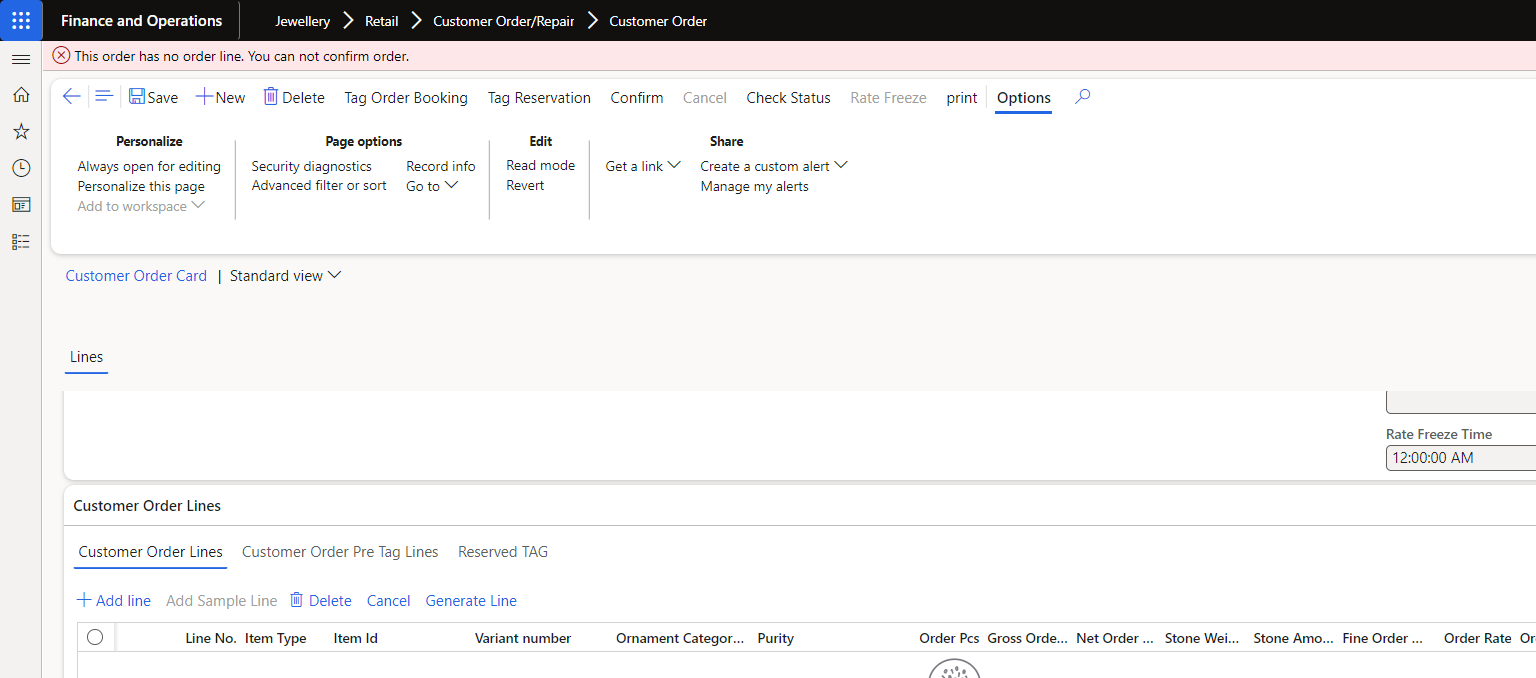 Finance and Operations Jewellery Retail Customer Order/Repair Customer Order
This order has no order line. You can not confirm order.
Save New Delete Tag Order Booking Tag Reservation Confirm Cancel Check Status Rate Freeze print Options
Personalize
Always open for editing
Personalize this page
Add to workspace
Page options
Security diagnostics
Advanced filter or sort
Record info
Go to
Edit
Read mode
Revert
Share
Get a link
Create a custom alert
Manage my alerts
Customer Order Card | Standard view
Lines
Rate Freeze Time
12:00:00 AM
Customer Order Lines
Customer Order Lines Customer Order Pre Tag Lines Reserved TAG
Add line Add Sample Line Delete Cancel Generate Line
Line No. Item Type Item Id Variant number Ornament Categor... Purity Order Pcs Gross Orde... Net Order ... Stone Wei... Stone Amo... Fine Order ... Order Rate